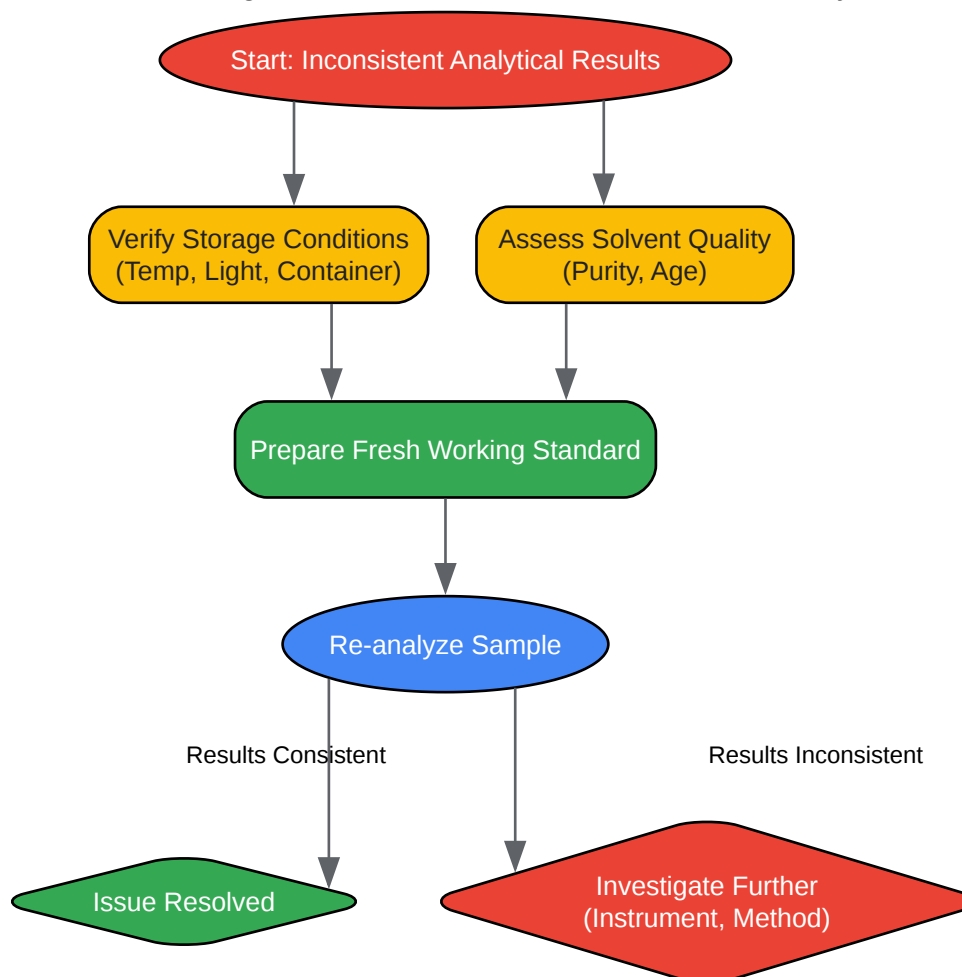 Start: Inconsistent Analytical Results
Verify Storage Conditions
(Temp, Light, Container)
Assess Solvent Quality
(Purity, Age)
Prepare Fresh Working Standard
Re-analyze Sample
Results Consistent
Results Inconsistent
Issue Resolved
Investigate Further
(Instrument, Method)